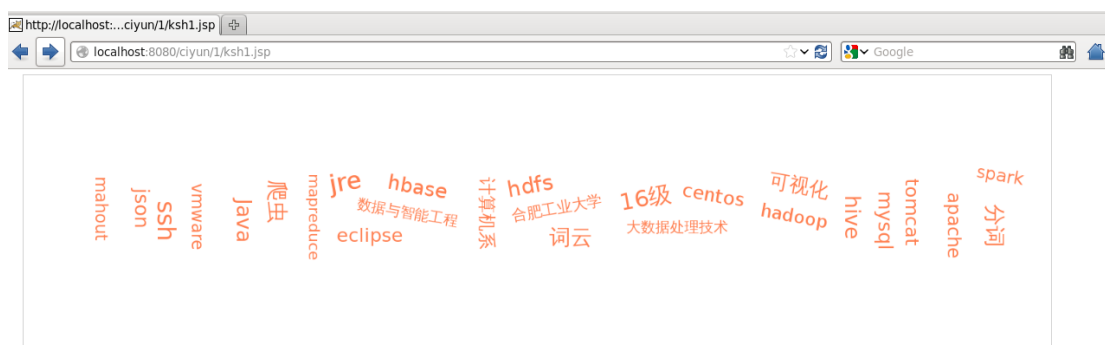 http://localhost:...ciyun/1/ksh1.jsp
localhost:8080/ciyun/1/ksh1.jsp
Google
mahout
json
ssh
vmware
Java
爬虫
mapreduce
jre
hbase
数据与智能工程
eclipse
计算机系
hdfs
合肥工业大学
词云
16级
centos
大数据处理技术
可视化
hadoop
hive
mysql
tomcat
apache
spark
分词